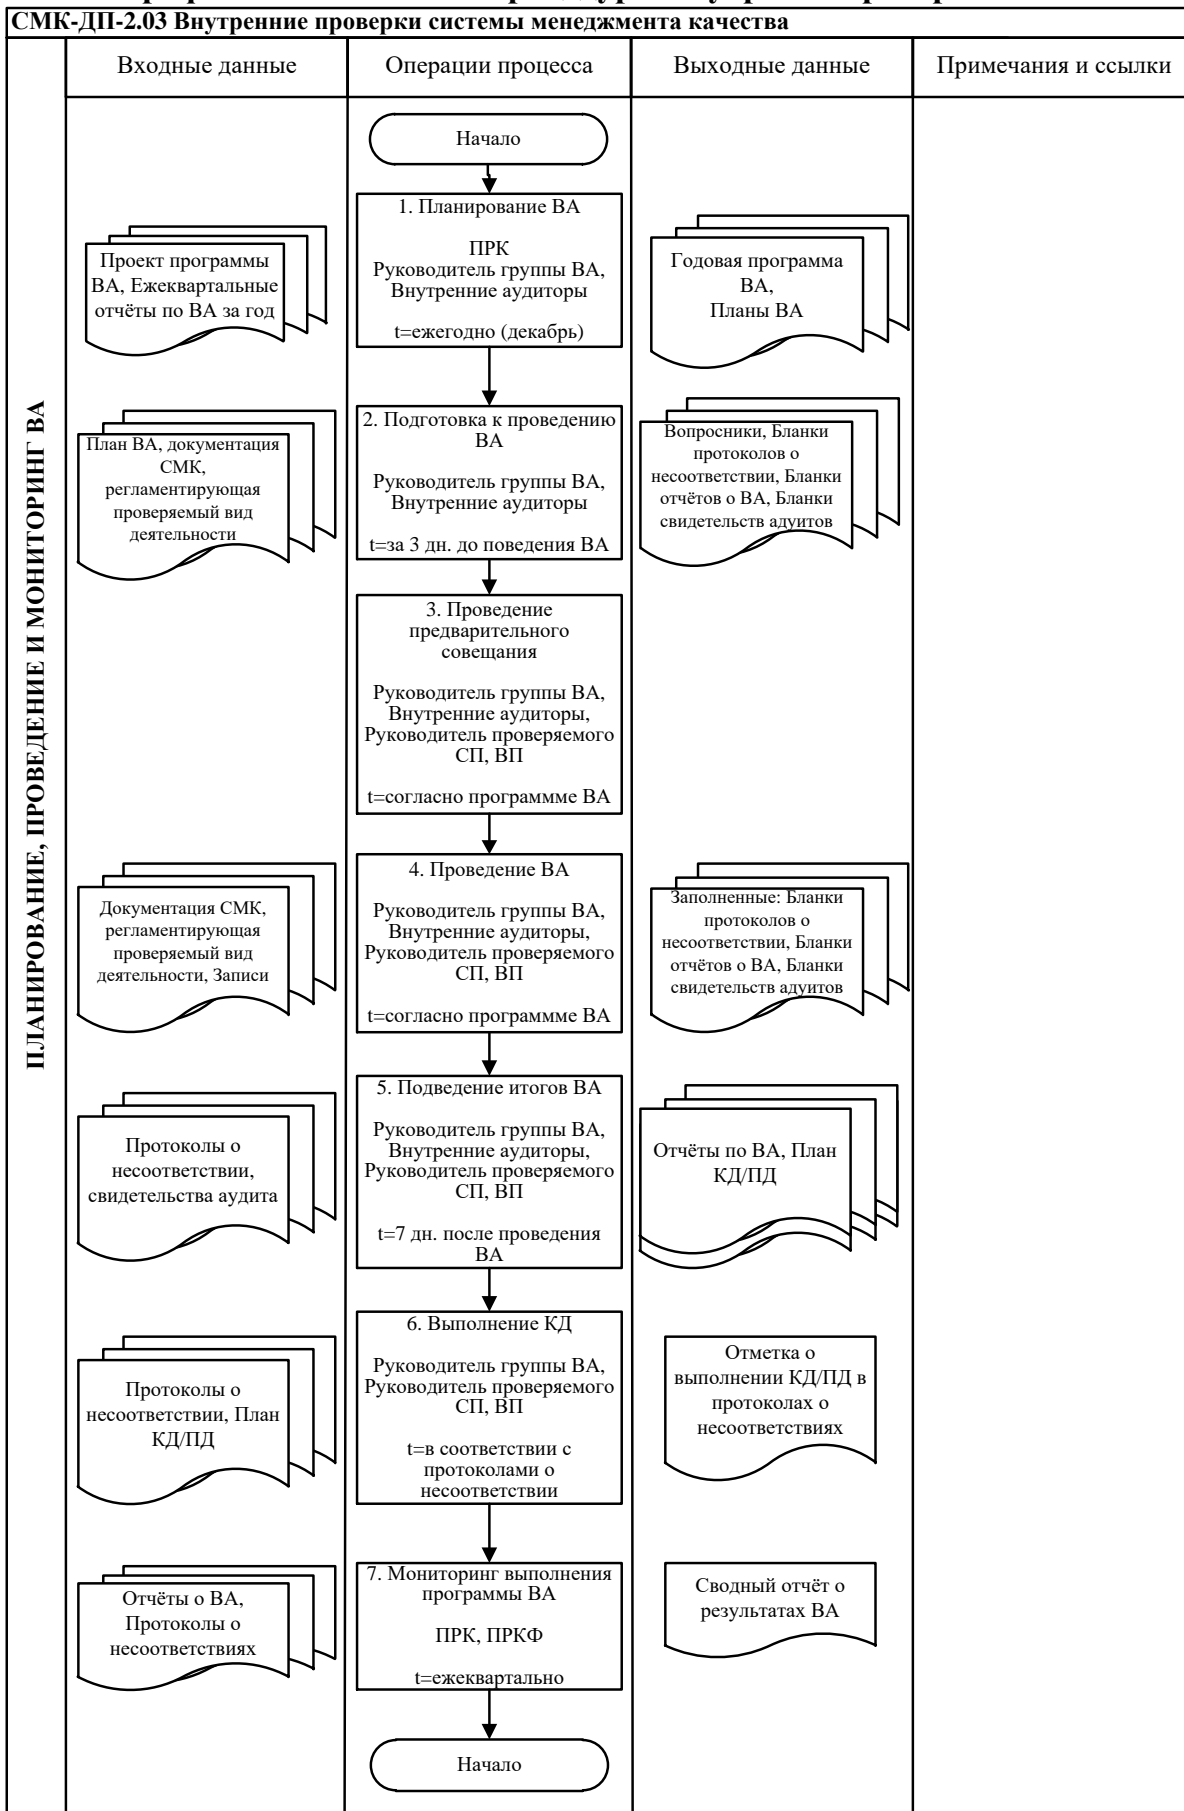 СМК-ДП-2.03 Внутренние проверки системы менеджмента качества
Входные данные
Операции процесса
Выходные данные
Примечания и ссылки
ПЛАНИРОВАНИЕ, ПРОВЕДЕНИЕ И МОНИТОРИНГ ВА
Начало
Проект программы
ВА, Ежеквартальные
отчёты по ВА за год
1. Планирование ВА
ПРК
Руководитель группы ВА,
Внутренние аудиторы
t=ежегодно (декабрь)
Годовая программа
ВА,
Планы ВА
План ВА, документация
СМК,
регламентирующая
проверяемый вид
деятельности
2. Подготовка к проведению
ВА
Руководитель группы ВА,
Внутренние аудиторы
t=за 3 дн. до поведения ВА
Вопросники, Бланки
протоколов о
несоответствии, Бланки
отчётов о ВА, Бланки
свидетельств адуитов
3. Проведение
предварительного
совещания
Руководитель группы ВА,
Внутренние аудиторы,
Руководитель проверяемого
СП, ВП
t=согласно программме ВА
Документация СМК,
регламентирующая
проверяемый вид
деятельности, Записи
4. Проведение ВА
Руководитель группы ВА,
Внутренние аудиторы,
Руководитель проверяемого
СП, ВП
t=согласно программме ВА
Заполненные: Бланки
протоколов о
несоответствии, Бланки
отчётов о ВА, Бланки
свидетельств адуитов
Протоколы о
несоответствии,
свидетельства аудита
5. Подведение итогов ВА
Руководитель группы ВА,
Внутренние аудиторы,
Руководитель проверяемого
СП, ВП
t=7 дн. после проведения
ВА
Отчёты по ВА, План
КД/ПД
Протоколы о
несоответствии, План
КД/ПД
6. Выполнение КД
Руководитель группы ВА,
Руководитель проверяемого
СП, ВП
t=в соответствии с
протоколами о
несоответствии
Отметка о
выполнении КД/ПД в
протоколах о
несоответствиях
Отчёты о ВА,
Протоколы о
несоответствиях
7. Мониторинг выполнения
программы ВА
ПРК, ПРКФ
t=ежеквартально
Сводный отчёт о
результатах ВА
Начало